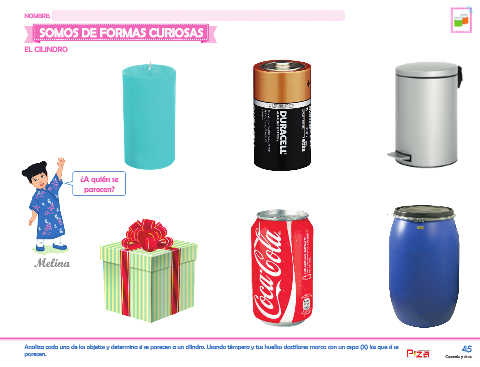 NOMBRE:
SOMOS DE FORMAS CURIOSAS
EL CILINDRO
DURACELL
¿A quién se
parecen?
Melina
Coca-Cola
Analiza cada uno de los objetos y determina si se parecen a un cilindro. Usando témpera y tus huellas dactilares marca con un aspa (X) los que sí se
parecen.
45